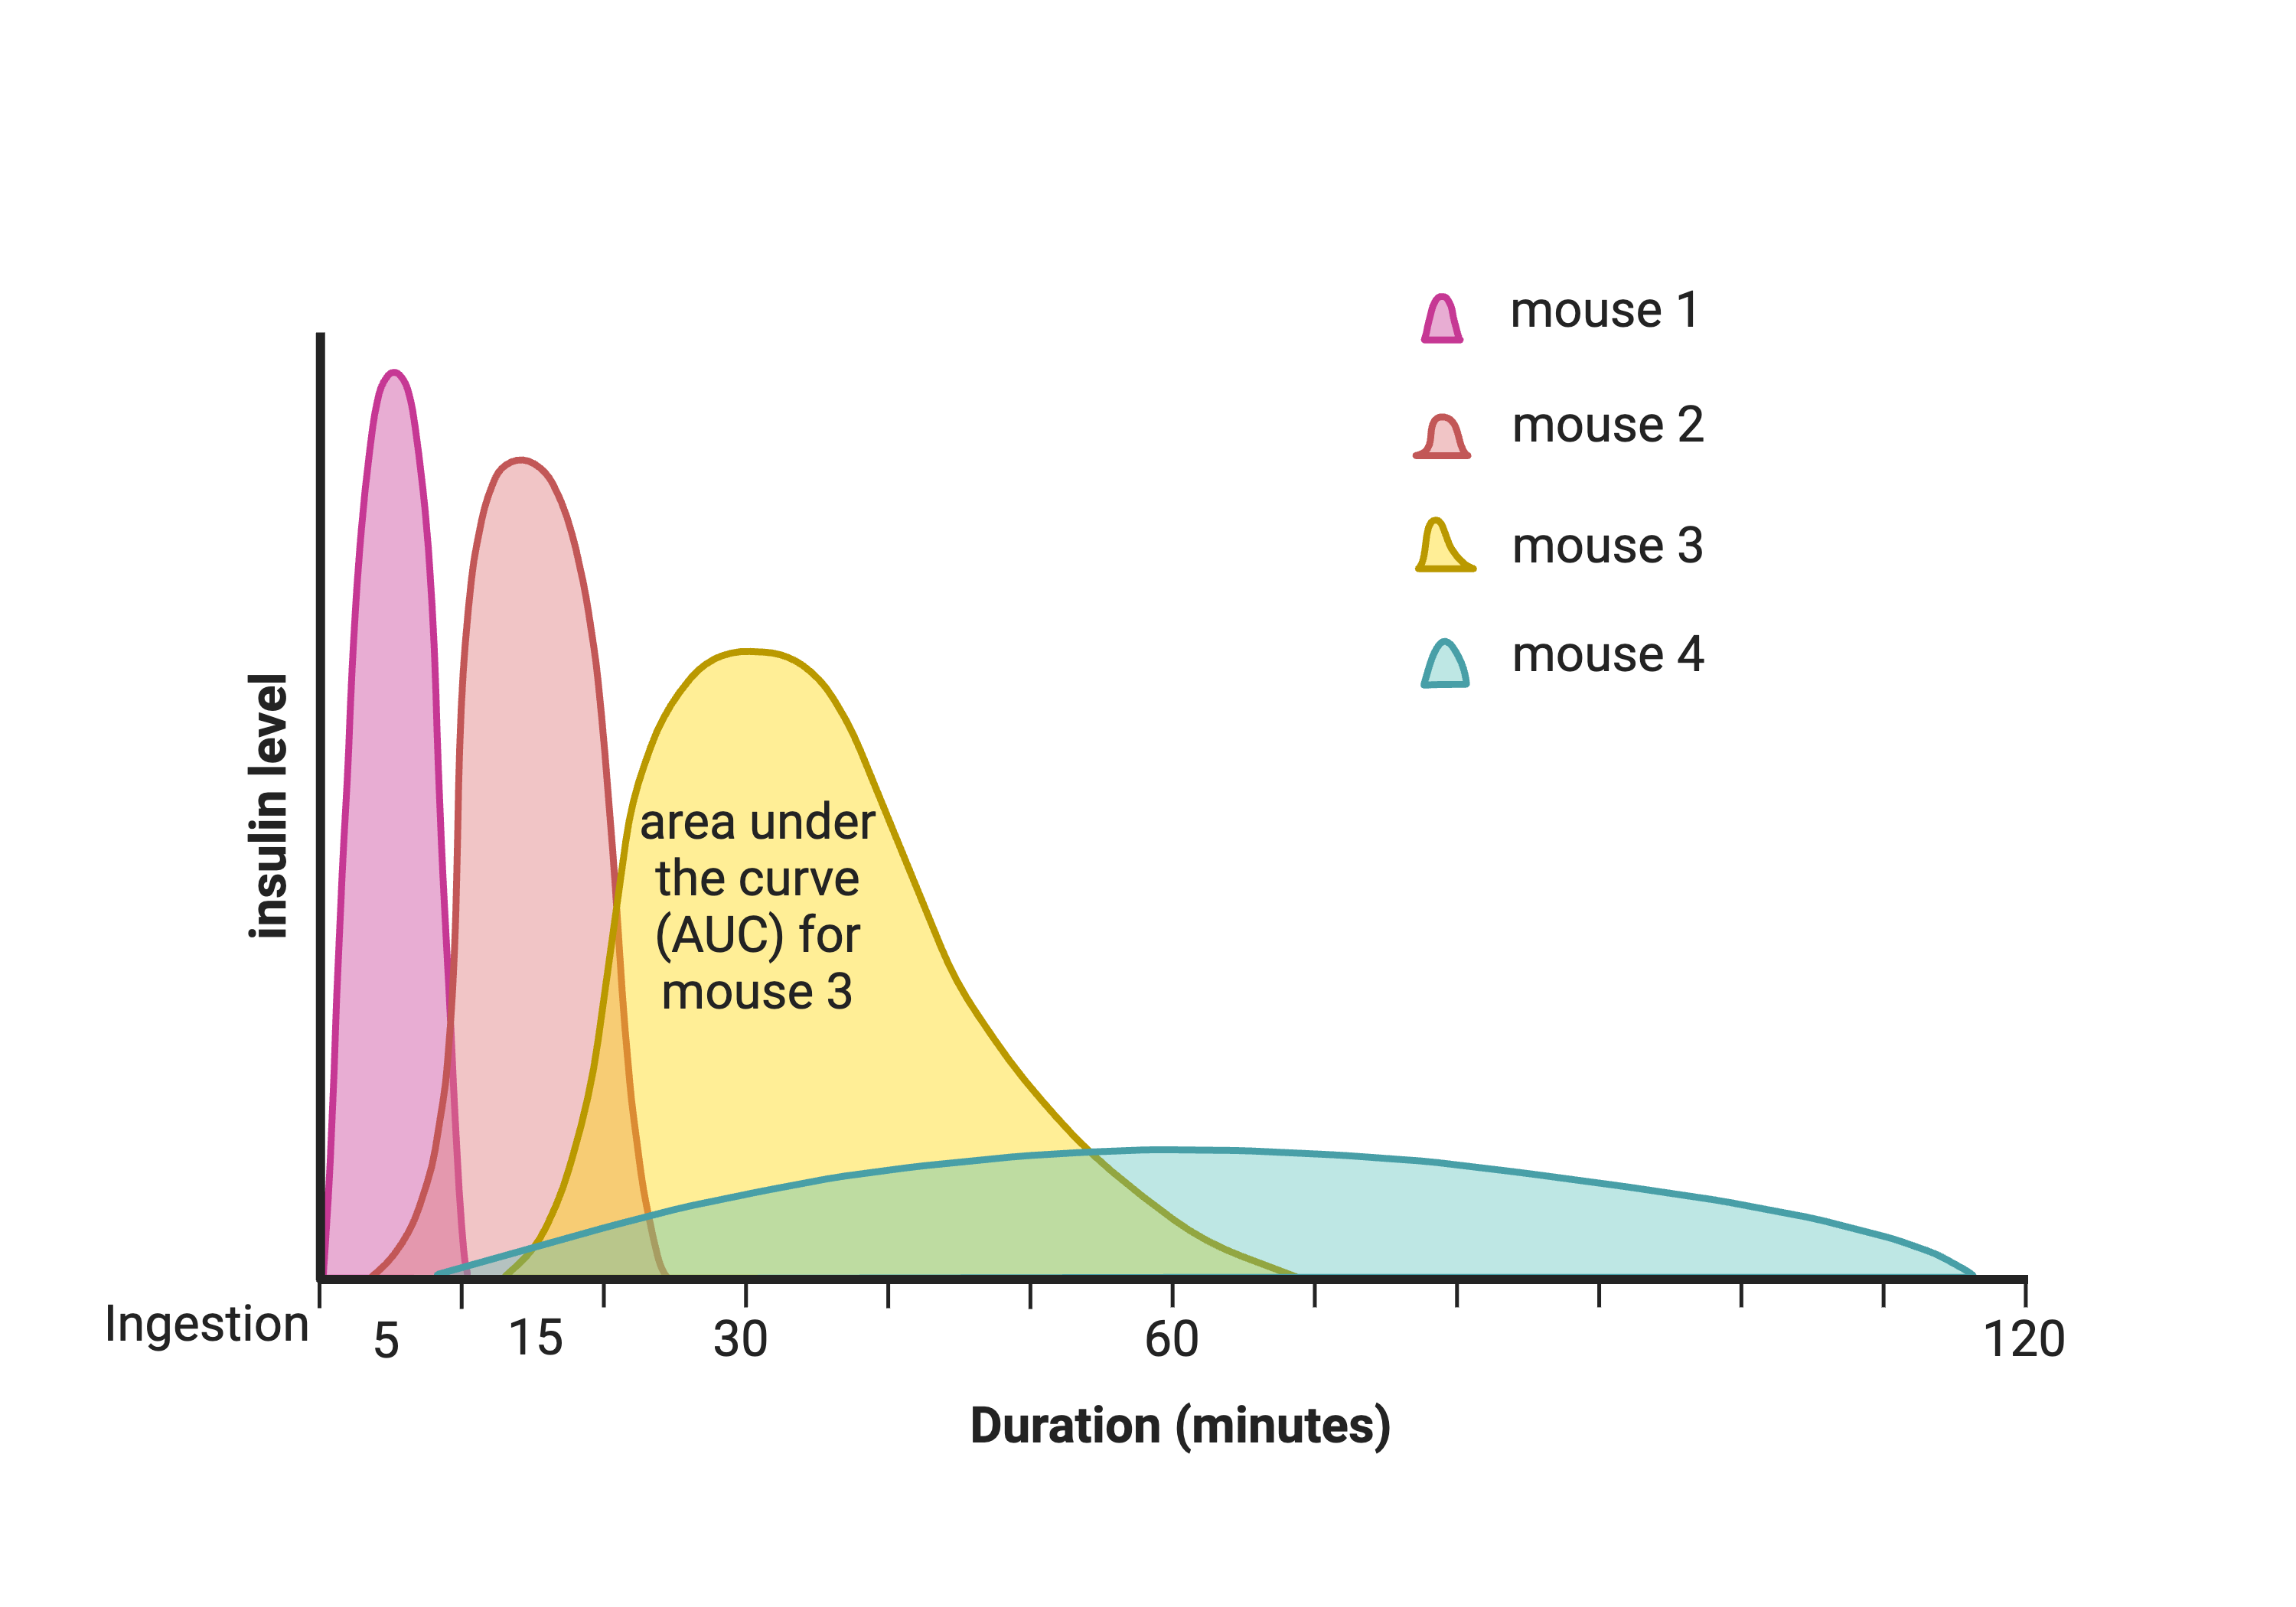 mouse 1
mouse 2
mouse 3
mouse 4
insuliin level
area under
the curve
(AUC) for
mouse 3
Ingestion
5
15
30
60
120
Duration (minutes)